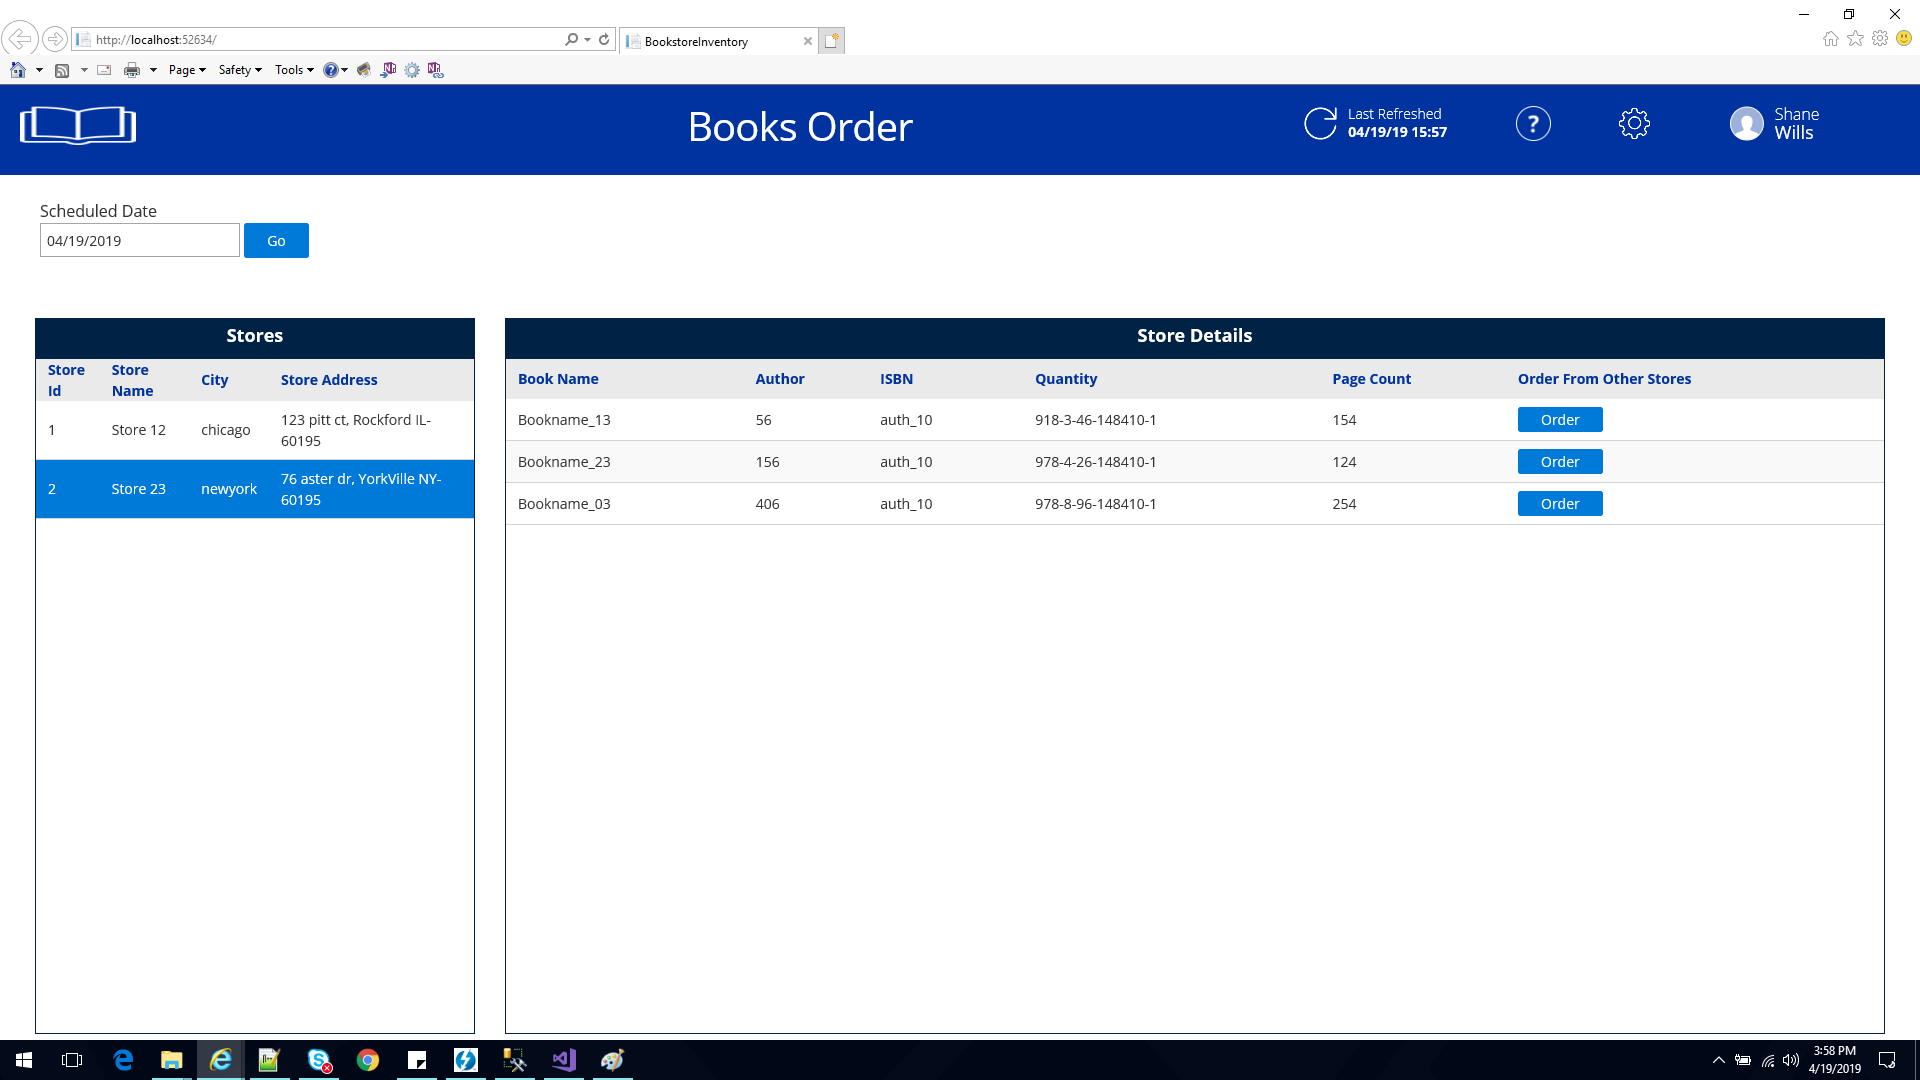 http://localhost:52634/
BookstoreInventory
Page Safety Tools
Books Order
Last Refreshed
04/19/19 15:57
?
Shane
Wills
Scheduled Date
04/19/2019 Go
Stores
Store Id Store Name City Store Address
1 Store 12 chicago 123 pitt ct, Rockford IL-
60195
2 Store 23 newyork 76 aster dr, YorkVille NY-
60195
Store Details
Book Name Author ISBN Quantity Page Count Order From Other Stores
Bookname_13 56 auth_10 918-3-46-148410-1 154 Order
Bookname_23 156 auth_10 978-4-26-148410-1 124 Order
Bookname_03 406 auth_10 978-8-96-148410-1 254 Order
3:58 PM
4/19/2019